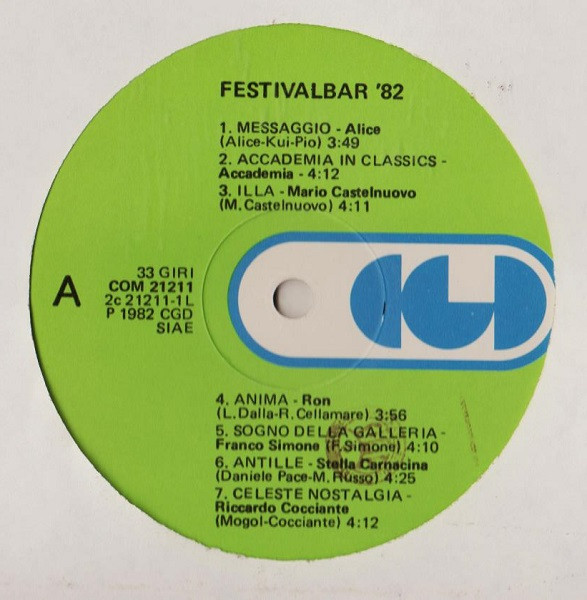 FESTIVALBAR '82
1. MESSAGGIO - Alice
(Alice-Kui-Pio) 3:49
2. ACCADEMIA IN CLASSICS -
Accademia - 4:12
3. ILLA - Mario Castelnuovo
(M. Castelnuovo) 4:11
A
33 GIRI
COM 21211
2c 21211-1L
P 1982 CGD
SIAE
CGD
4. ANIMA - Ron
(L. Dalla-R. Cellamare) 3:56
5. SOGNO DELLA GALLERIA -
Franco Simone (F. Simone) 4:10
6. ANTILLE - Stella Carnacina
(Daniele Pace-M. Russo) 4:25
7. CELESTE NOSTALGIA -
Riccardo Cocciante
(Mogol-Cocciante) 4:12